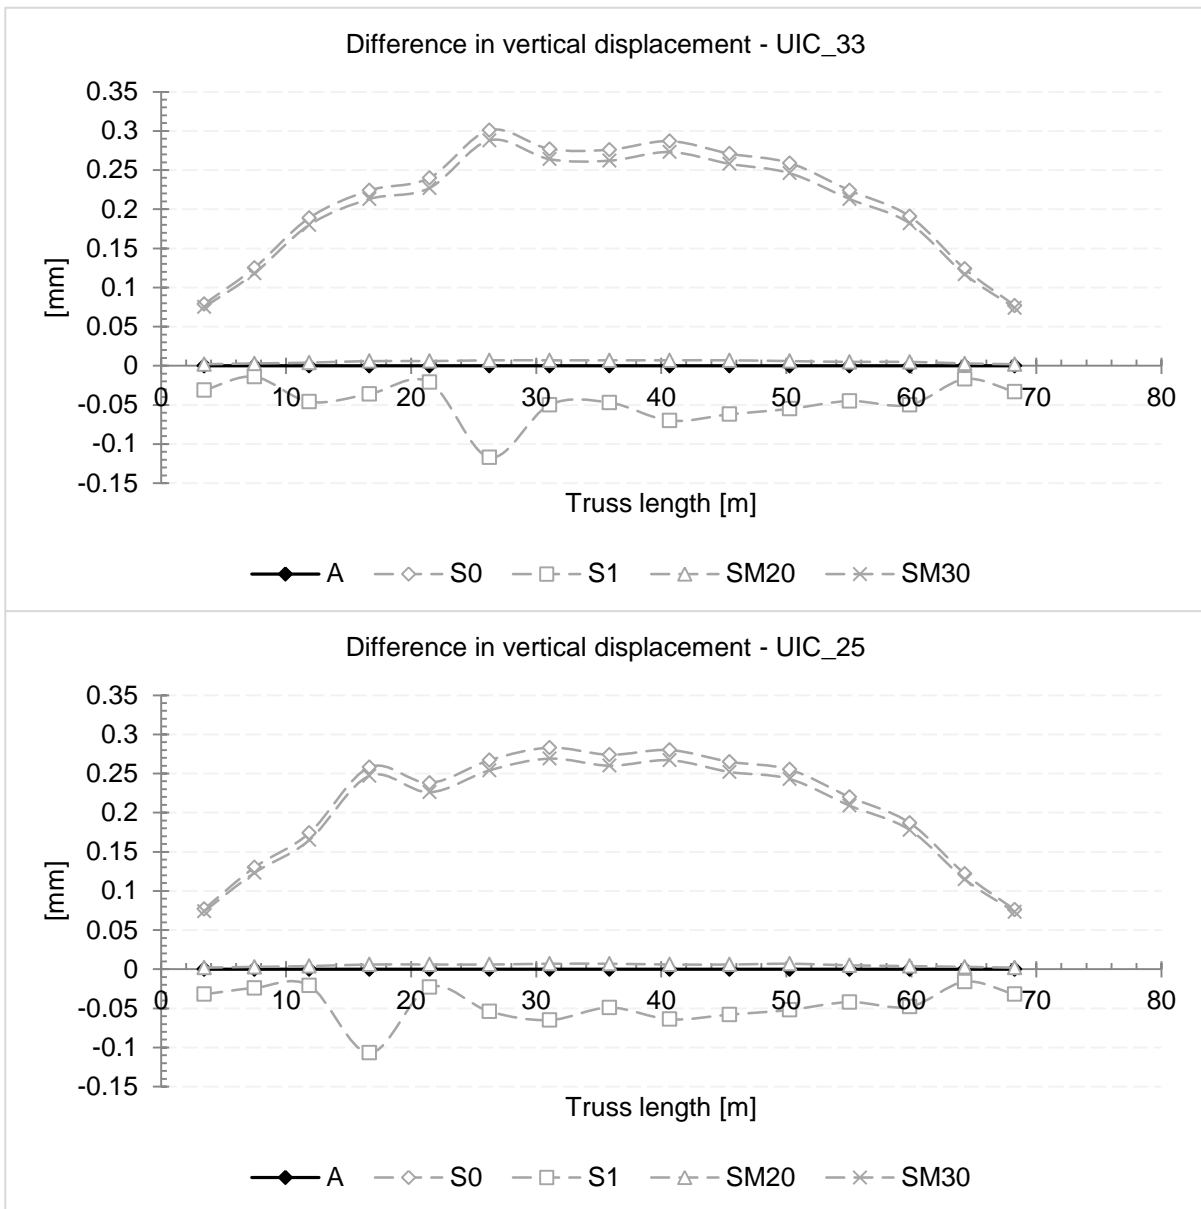 Difference in vertical displacement - UIC_33
0.35
0.3
0.25
0.2
0.15
0.1
0.05
0
-0.05
-0.1
-0.15
[mm]
0 10 20 30 40 50 60 70 80
Truss length [m]
A S0 S1 SM20 SM30
Difference in vertical displacement - UIC_25
0.35
0.3
0.25
0.2
0.15
0.1
0.05
0
-0.05
-0.1
-0.15
[mm]
0 10 20 30 40 50 60 70 80
Truss length [m]
A S0 S1 SM20 SM30